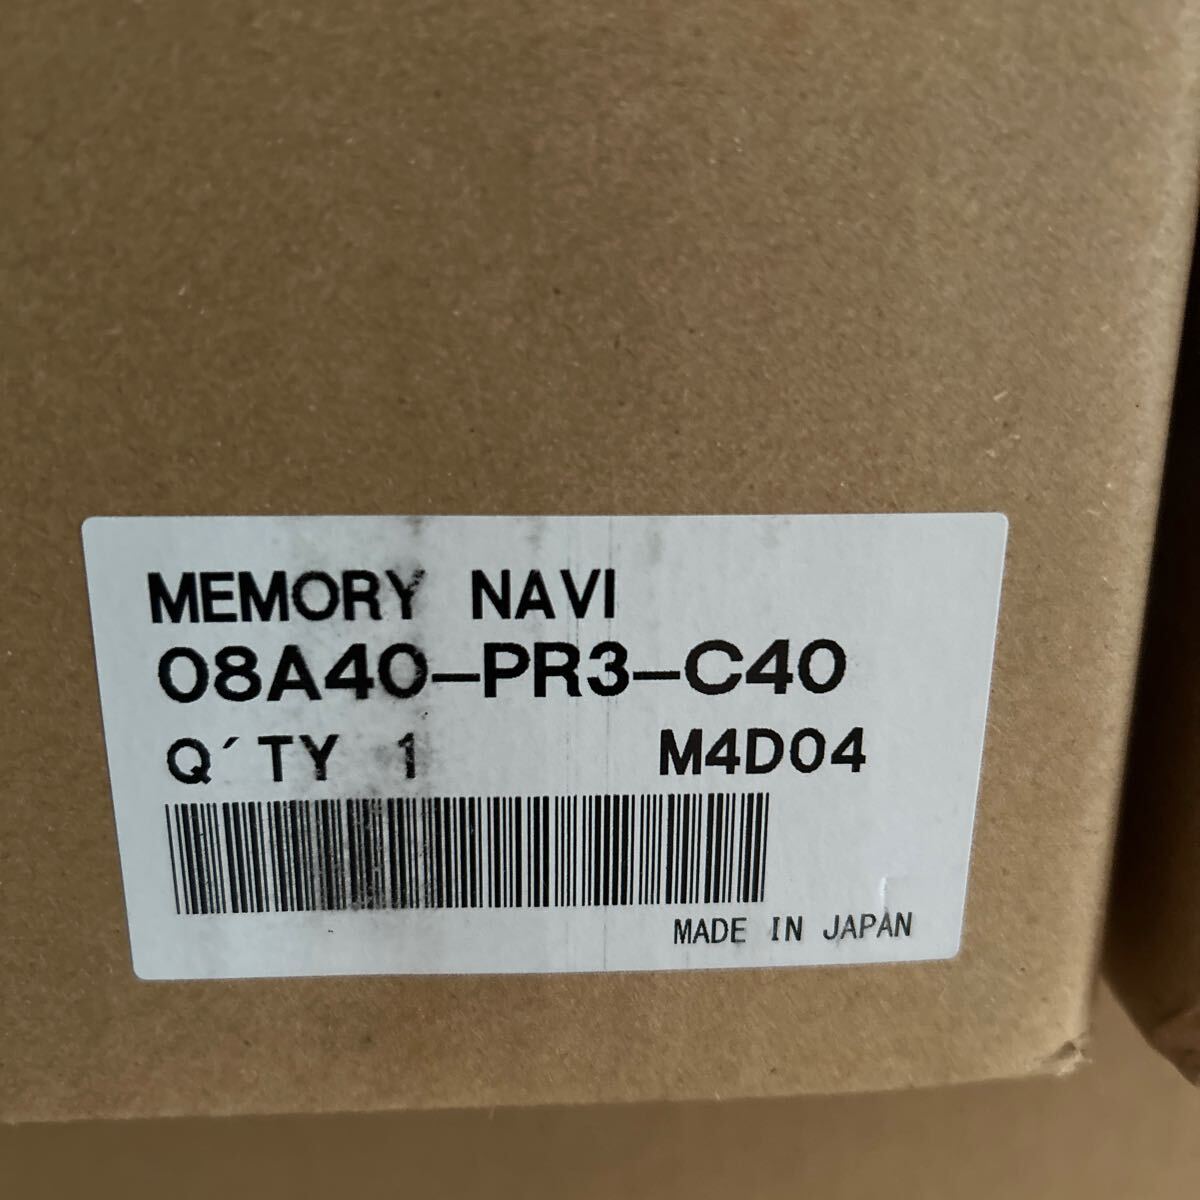 MEMORY NAVI
08A40-PR3-C40
Q´TY 1 M4D04
MADE IN JAPAN